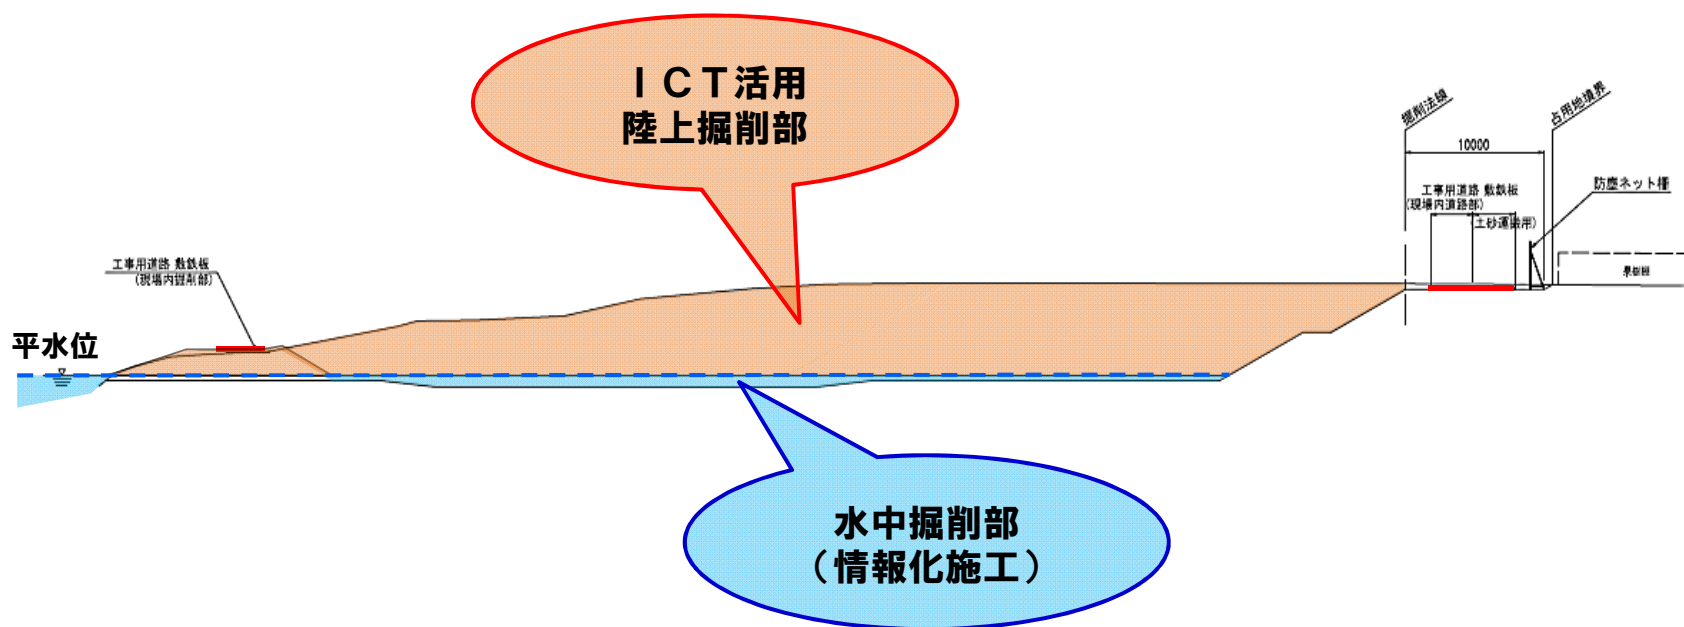 ＩＣＴ活用
陸上掘削部
掘削法線
占用地境界
10000
防塵ネット柵
工事用道路 敷鉄板
(現場内道路部)
(土砂運搬用)
工事用道路 敷鉄板
(現場内掘削部)
果樹園
平水位
水中掘削部
（情報化施工）